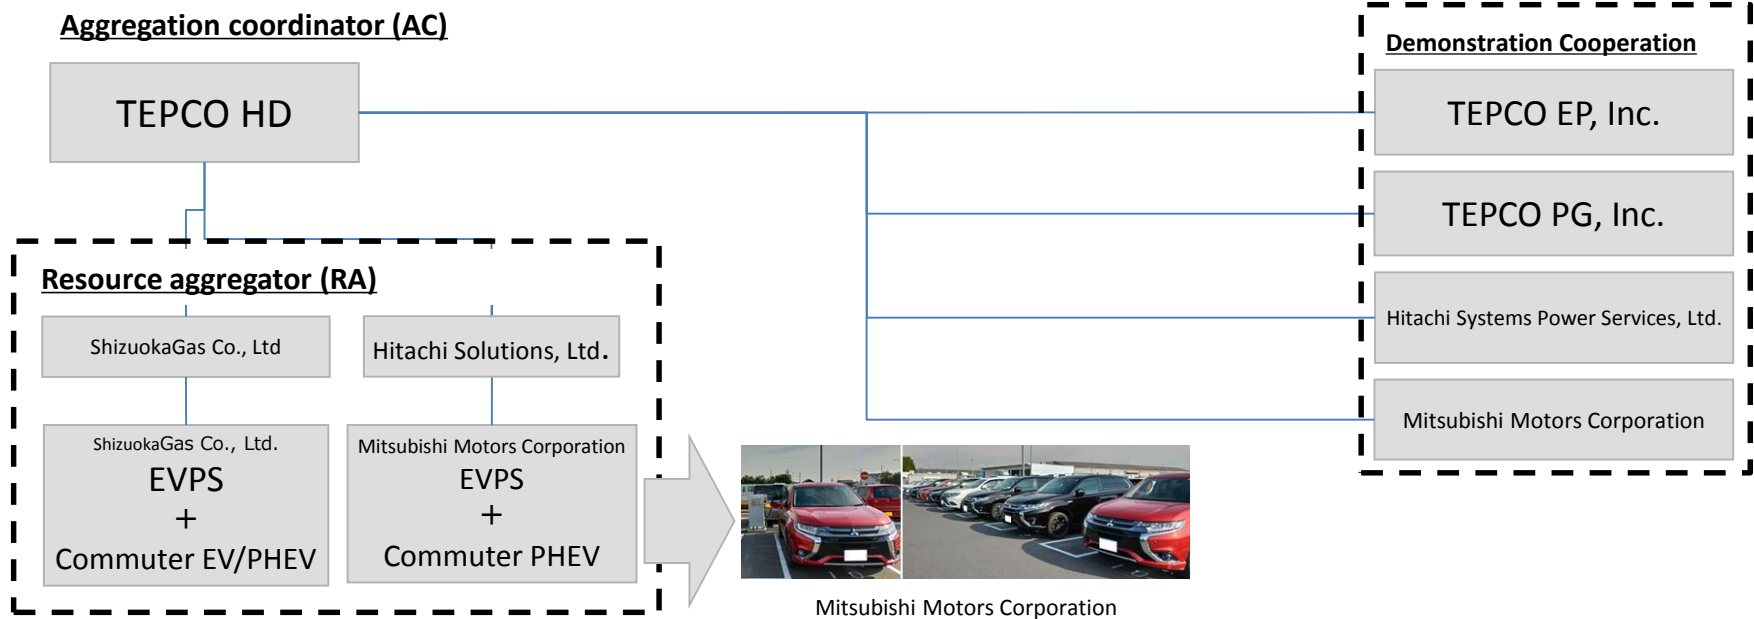 Aggregation coordinator (AC)
TEPCO HD
Demonstration Cooperation
TEPCO EP, Inc.
TEPCO PG, Inc.
Hitachi Systems Power Services, Ltd.
Mitsubishi Motors Corporation
Resource aggregator (RA)
ShizuokaGas Co., Ltd
Hitachi Solutions, Ltd.
ShizuokaGas Co., Ltd.
EVPS
+
Commuter EV/PHEV
Mitsubishi Motors Corporation
EVPS
+
Commuter PHEV
Mitsubishi Motors Corporation